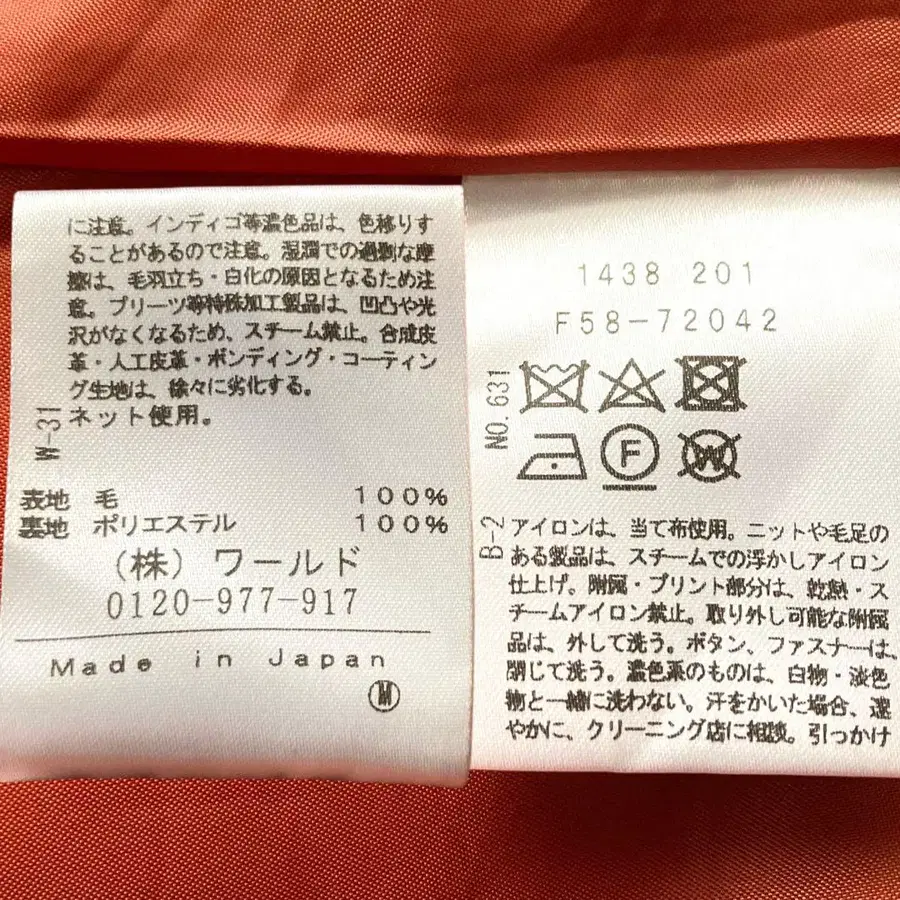 に注意。インディゴ等濃色品は、色移りす
ることがあるので注意。湿潤での過剰な摩
擦は、毛羽立ち・白化の原因となるため注
意。プリーツ等特殊加工製品は、凹凸や光
沢がなくなるため、スチーム禁止。合成皮
革・人工皮革・ボンディング・コーティン
グ生地は、徐々に劣化する。
ネット使用。
W-31
表地 毛 100%
裏地 ポリエステル 100%
(株)ワールド
0120-977-917
Made in Japan
M
1438 201
F58-72042
NO.631
F
W
B-2
アイロンは、当て布使用。ニットや毛足の
ある製品は、スチームでの浮かしアイロン
仕上げ。附属・プリント部分は、乾熱・ス
チームアイロン禁止。取り外し可能な附属
品は、外して洗う。ボタン、ファスナーは、
閉じて洗う。濃色系のものは、白物・淡色
物と一緒に洗わない。汗をかいた場合、速
やかに、クリーニング店に相談。引っかけ